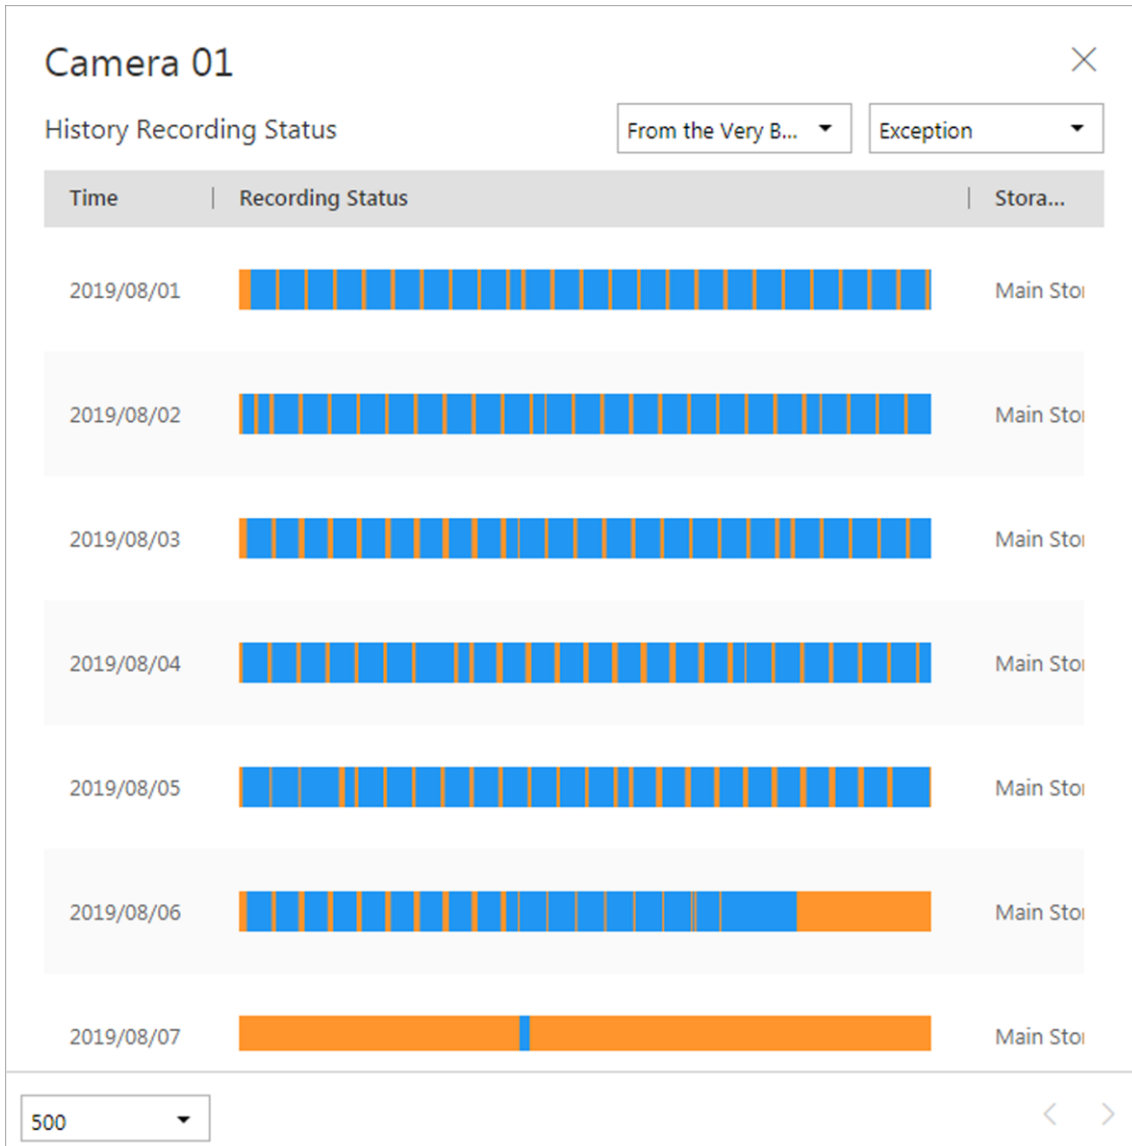 Camera 01
History Recording Status
From the Very B...
Exception
Time
Recording Status
Stora...
2019/08/01
Main Stor
2019/08/02
Main Stor
2019/08/03
Main Stor
2019/08/04
Main Stor
2019/08/05
Main Stor
2019/08/06
Main Stor
2019/08/07
Main Stor
500